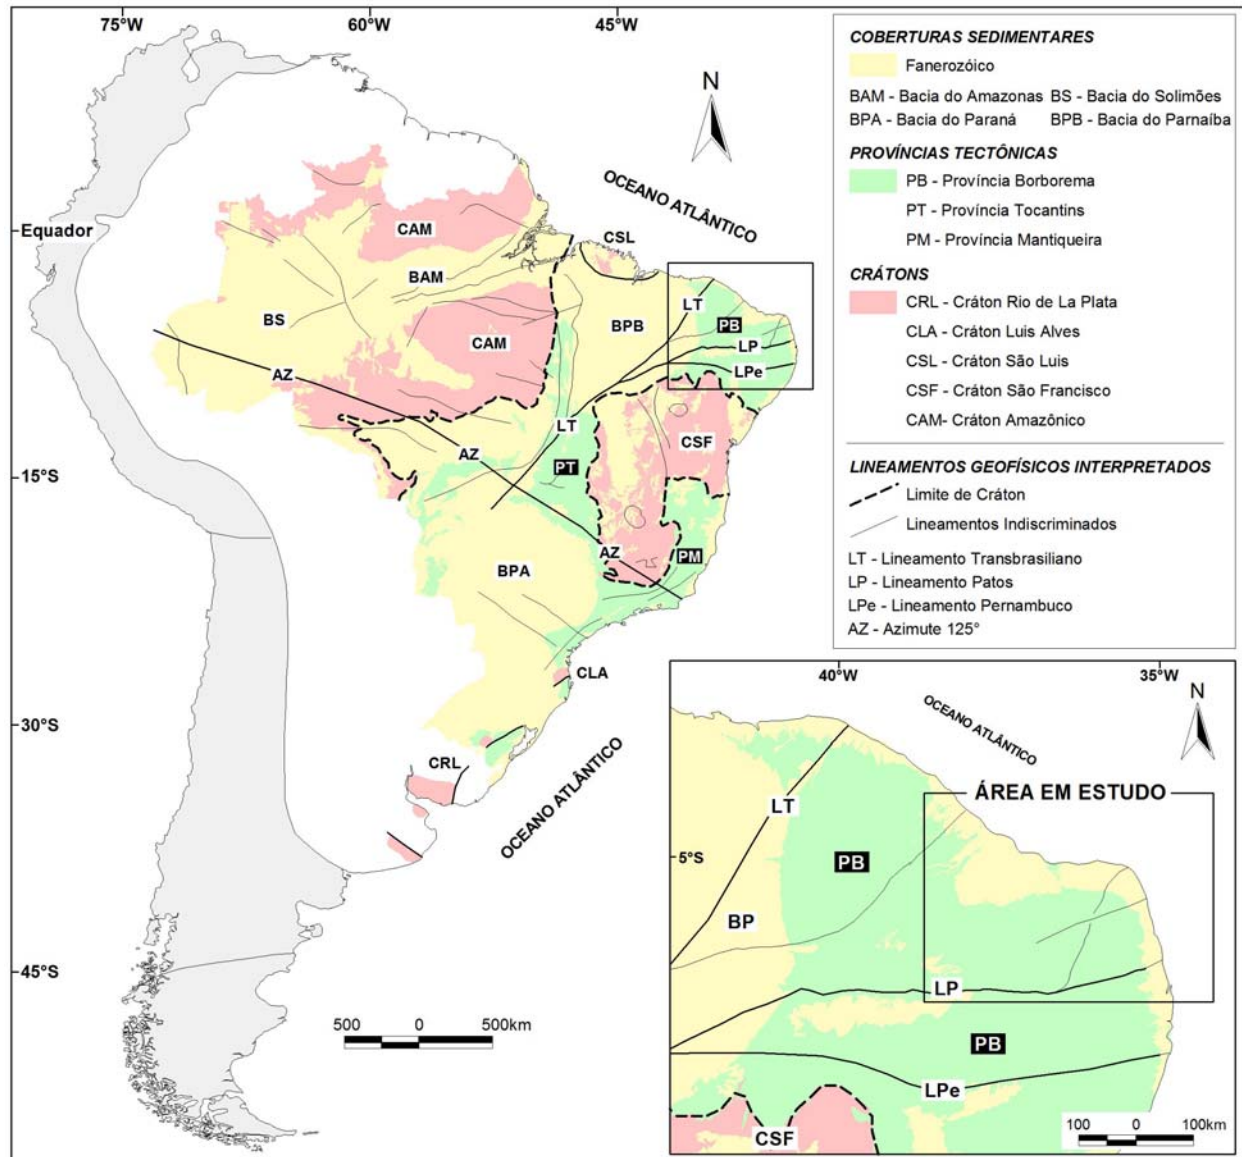 75°W 60°W 45°W
N
OCEANO ATLÂNTICO
Equador
15°S
30°S
45°S
CAM
CSL
BAM
BS
CAM
BPB
LT
PB
LP
LPe
AZ
LT
AZ
CSF
PT
AZ
PM
BPA
CLA
CRL
OCEANO ATLÂNTICO
500 0 500km
COBERTURAS SEDIMENTARES
Fanerozóico
BAM - Bacia do Amazonas BS - Bacia do Solimões
BPA - Bacia do Paraná BPB - Bacia do Parnaíba
PROVÍNCIAS TECTÔNICAS
PB - Província Borborema
PT - Província Tocantins
PM - Província Mantiqueira
CRÁTONS
CRL - Cráton Rio de La Plata
CLA - Cráton Luis Alves
CSL - Cráton São Luis
CSF - Cráton São Francisco
CAM- Cráton Amazônico
LINEAMENTOS GEOFÍSICOS INTERPRETADOS
Limite de Cráton
Lineamentos Indiscriminados
LT - Lineamento Transbrasiliano
LP - Lineamento Patos
LPe - Lineamento Pernambuco
AZ - Azimute 125°
40°W 35°W
N
OCEANO ATLÂNTICO
ÁREA EM ESTUDO
LT
5°S
PB
BP
LP
PB
LPe
CSF
100 0 100km